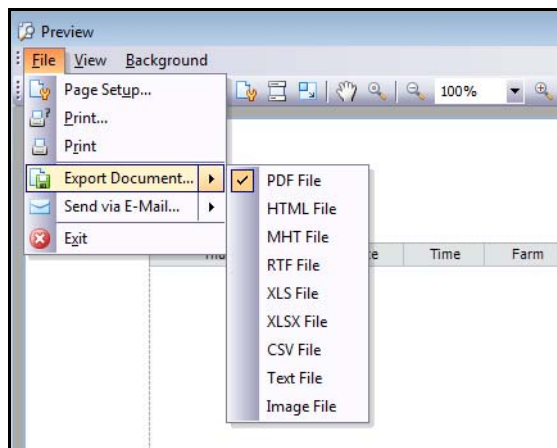 Preview
File View Background
Page Setup...
100%
Print...
Print
Export Document...
PDF File
Send via E-Mail...
HTML File
Exit
MHT File
Time Farm
RTF File
XLS File
XLSX File
CSV File
Text File
Image File